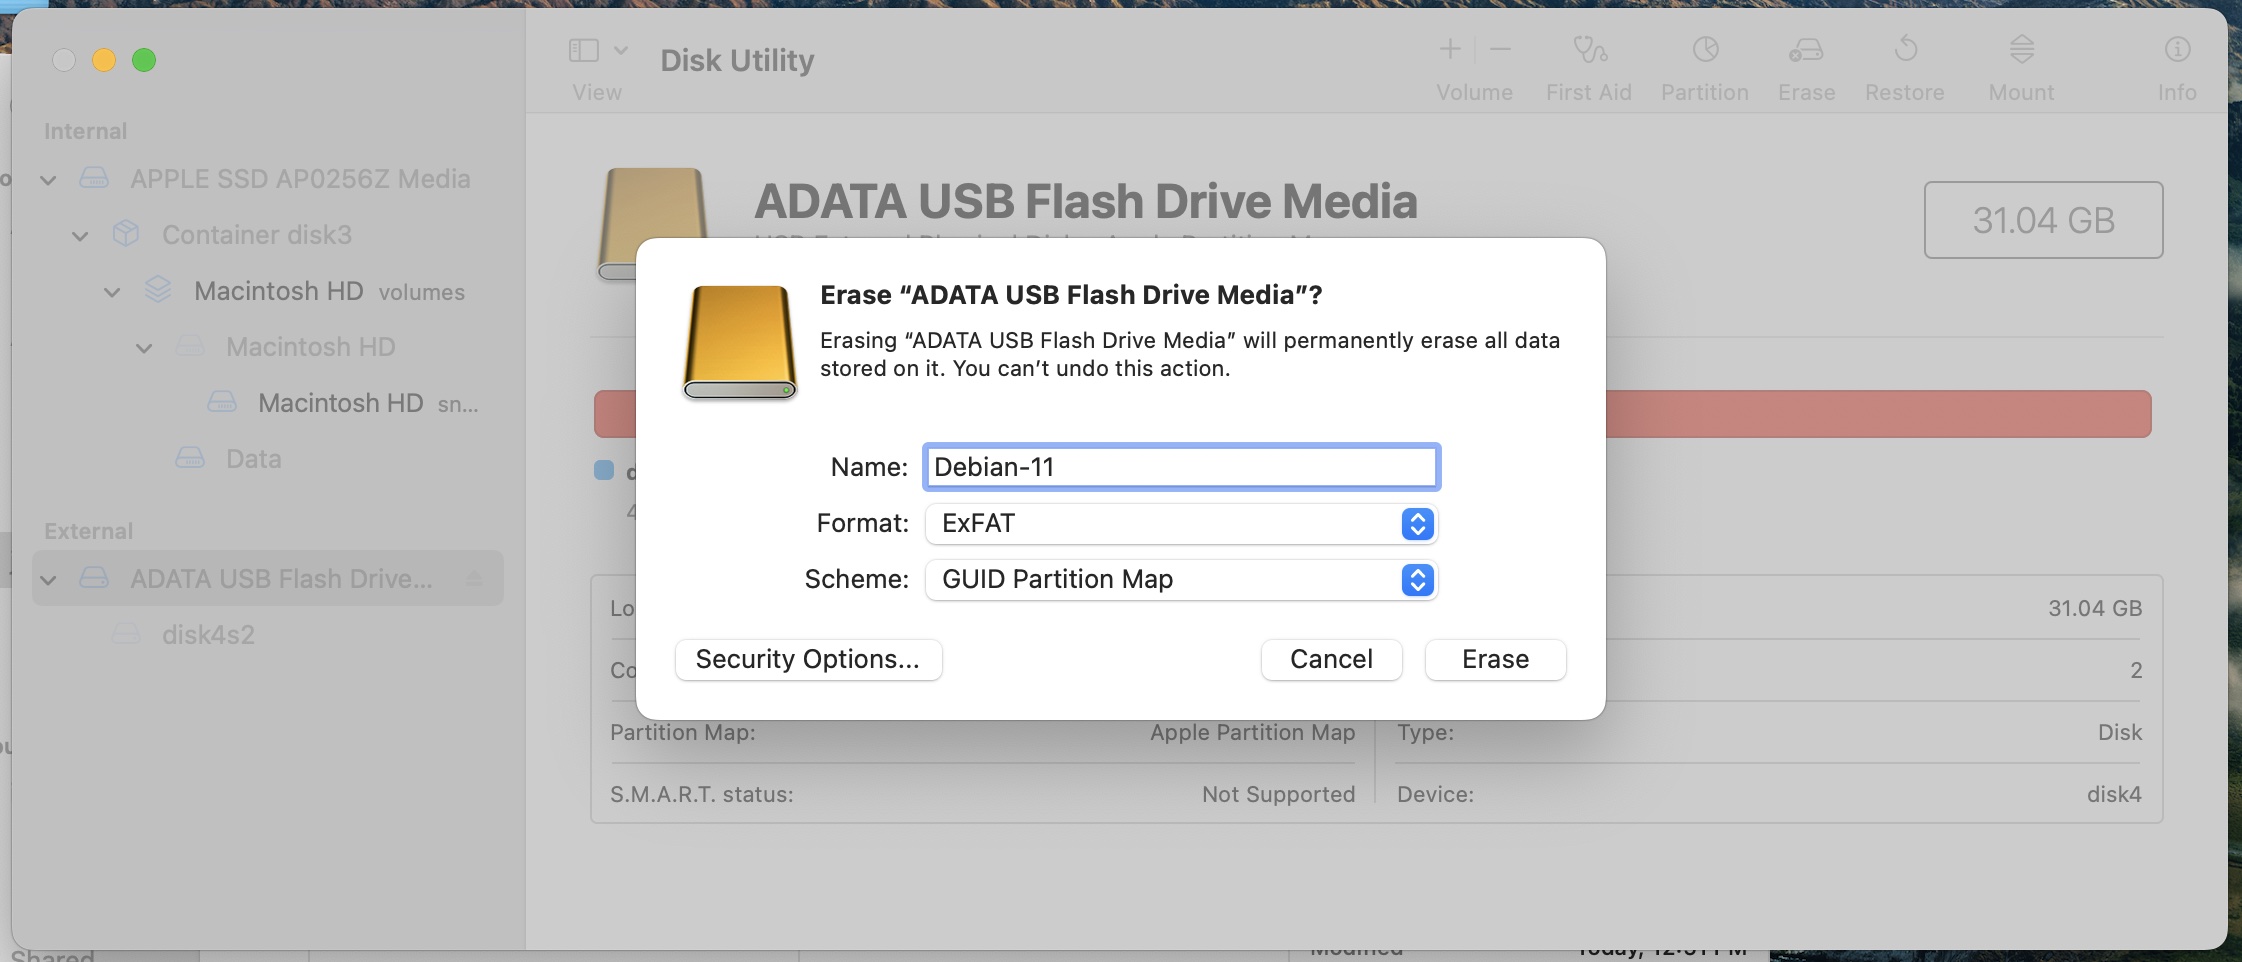 Disk Utility
View
Volume
First Aid
Partition
Erase
Restore
Mount
Info
Internal
APPLE SSD AP0256Z Media
Container disk3
Macintosh HD volumes
Macintosh HD
Macintosh HD sn...
Data
External
ADATA USB Flash Drive...
disk4s2
ADATA USB Flash Drive Media
31.04 GB
Erase “ADATA USB Flash Drive Media”?
Erasing “ADATA USB Flash Drive Media” will permanently erase all data
stored on it. You can’t undo this action.
Name: Debian-11
Format: ExFAT
Scheme: GUID Partition Map
Security Options...
Cancel
Erase
31.04 GB
2
Partition Map: Apple Partition Map
Type: Disk
S.M.A.R.T. status: Not Supported
Device: disk4
Shared
Modified